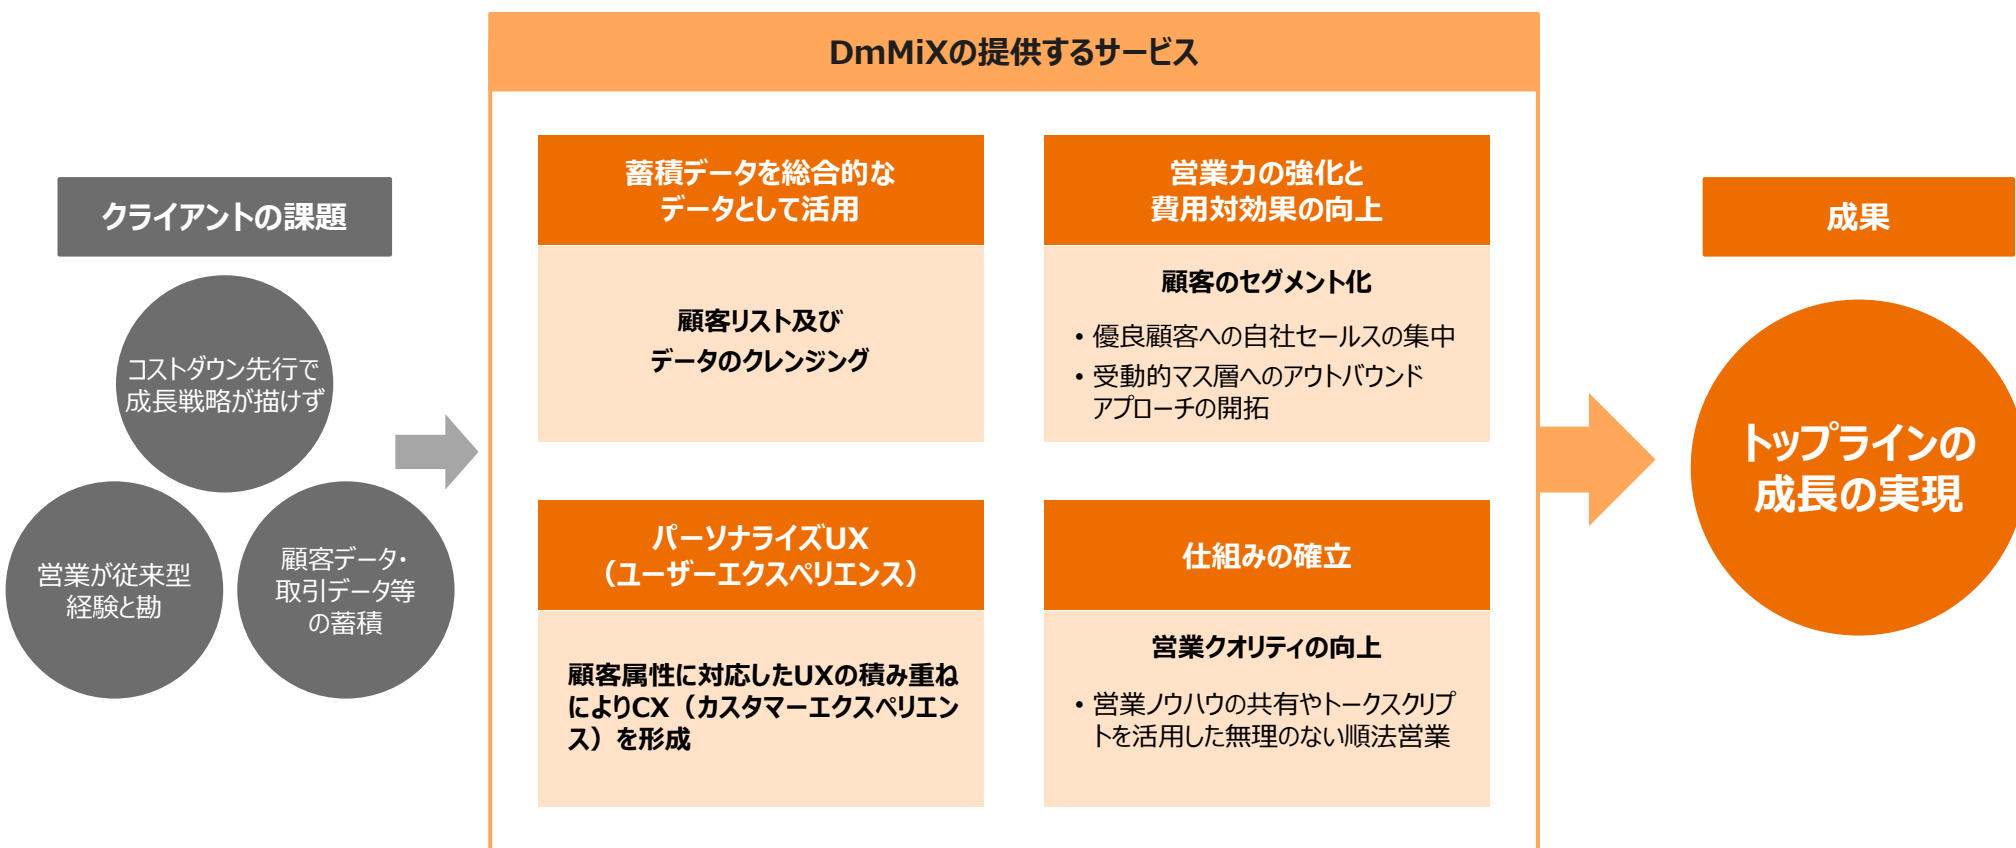 DmMiXの提供するサービス
クライアントの課題
コストダウン先行で
成長戦略が描けず
営業が従来型
経験と勘
顧客データ・
取引データ等
の蓄積
蓄積データを総合的な
データとして活用
顧客リスト及び
データのクレンジング
営業力の強化と
費用対効果の向上
顧客のセグメント化
• 優良顧客への自社セールスの集中
• 受動的マス層へのアウトバウンド
アプローチの開拓
パーソナライズUX
（ユーザーエクスペリエンス）
顧客属性に対応したUXの積み重ね
によりCX（カスタマーエクスペリエン
ス）を形成
仕組みの確立
営業クオリティの向上
• 営業ノウハウの共有やトークスクリプ
トを活用した無理のない順法営業
成果
トップラインの
成長の実現